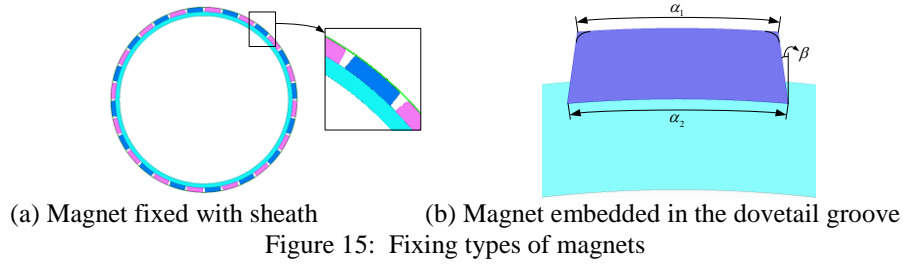 α₁
β
α₂
(a) Magnet fixed with sheath (b) Magnet embedded in the dovetail groove
Figure 15: Fixing types of magnets